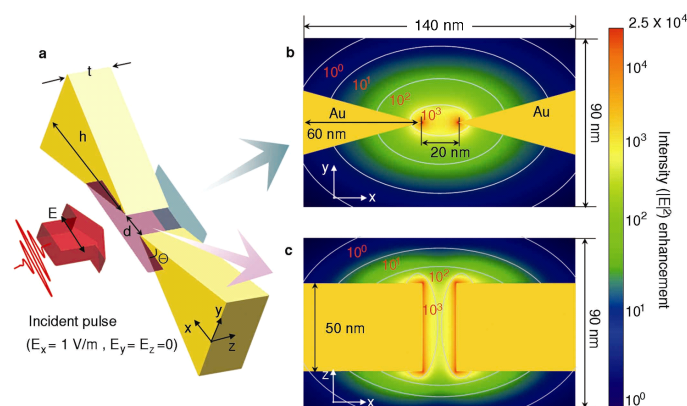 a
t
h
E
d
Θ
Incident pulse
(Ex = 1 V/m , Ey = Ez =0)
x
y
z
b
140 nm
10⁰
10¹
10²
10³
Au
Au
60 nm
20 nm
y
x
90 nm
c
10⁰
10¹
10²
10³
50 nm
z
x
90 nm
2.5 X 10⁴
10⁴
10³
10²
10¹
10⁰
Intensity (|E|²) enhancement